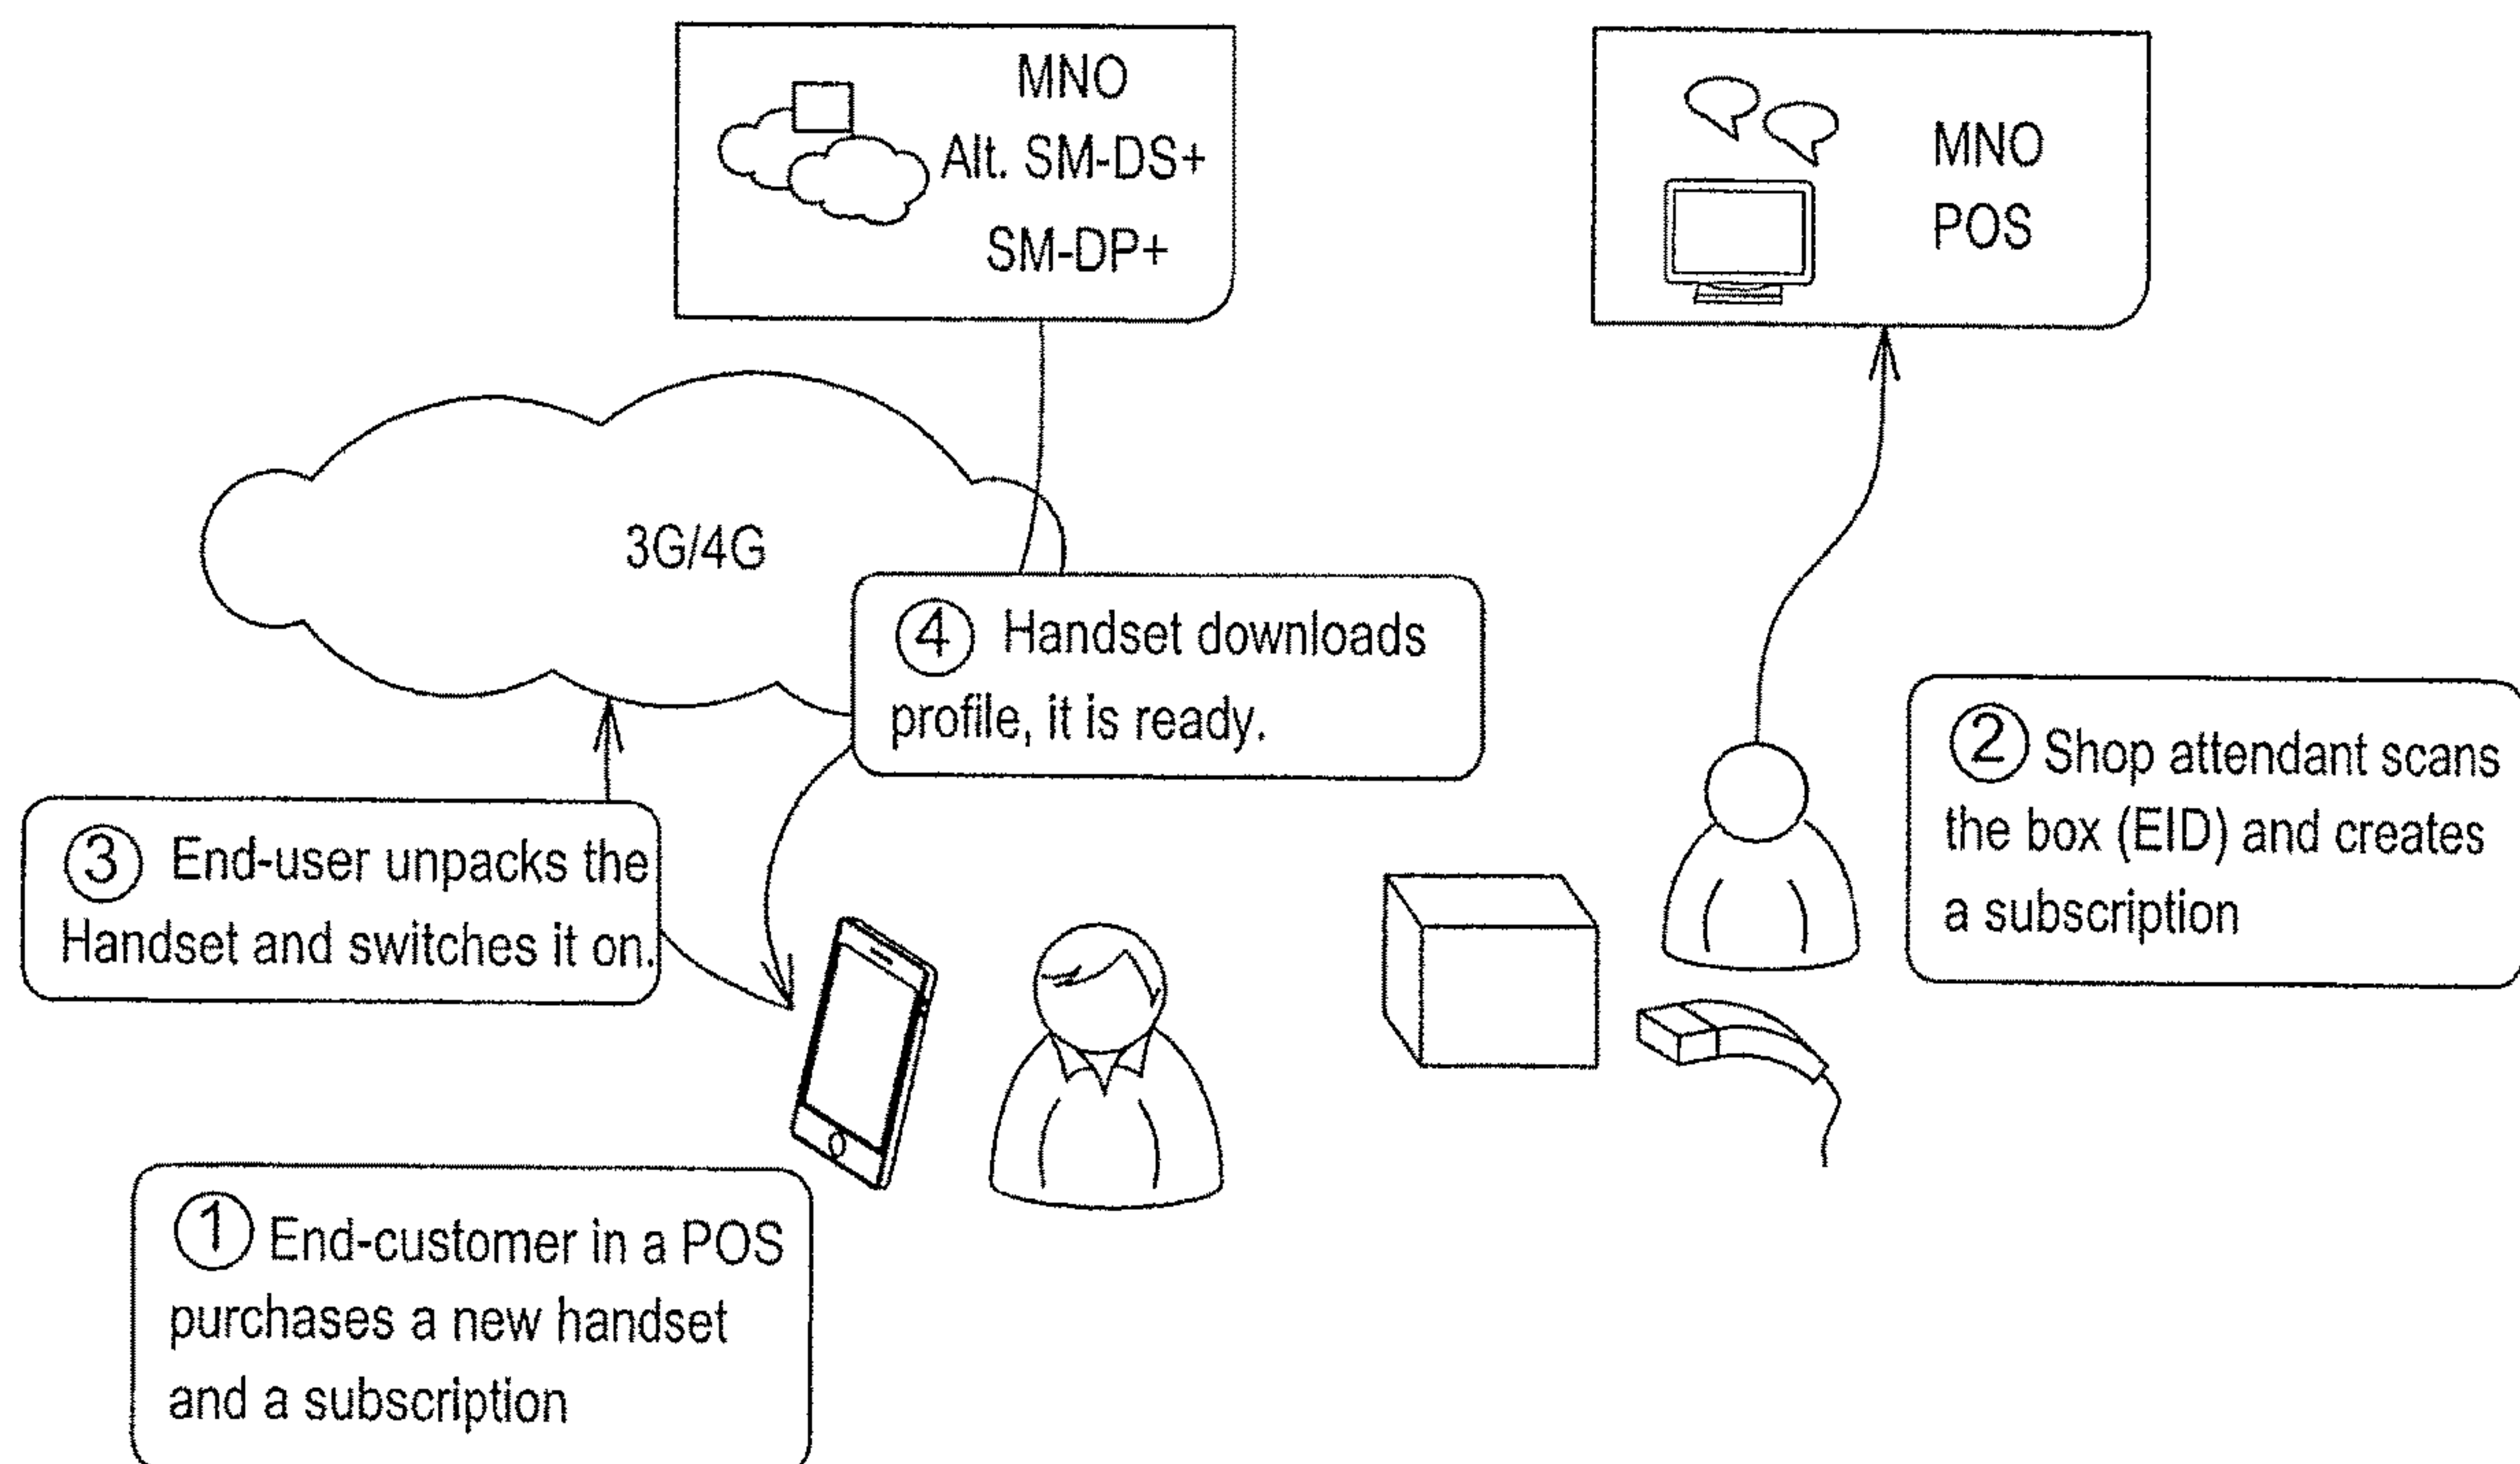 MNO
Alt. SM-DS+
SM-DP+
MNO
POS
3G/4G
④ Handset downloads
profile, it is ready.
② Shop attendant scans
the box (EID) and creates
a subscription
③ End-user unpacks the
Handset and switches it on.
① End-customer in a POS
purchases a new handset
and a subscription